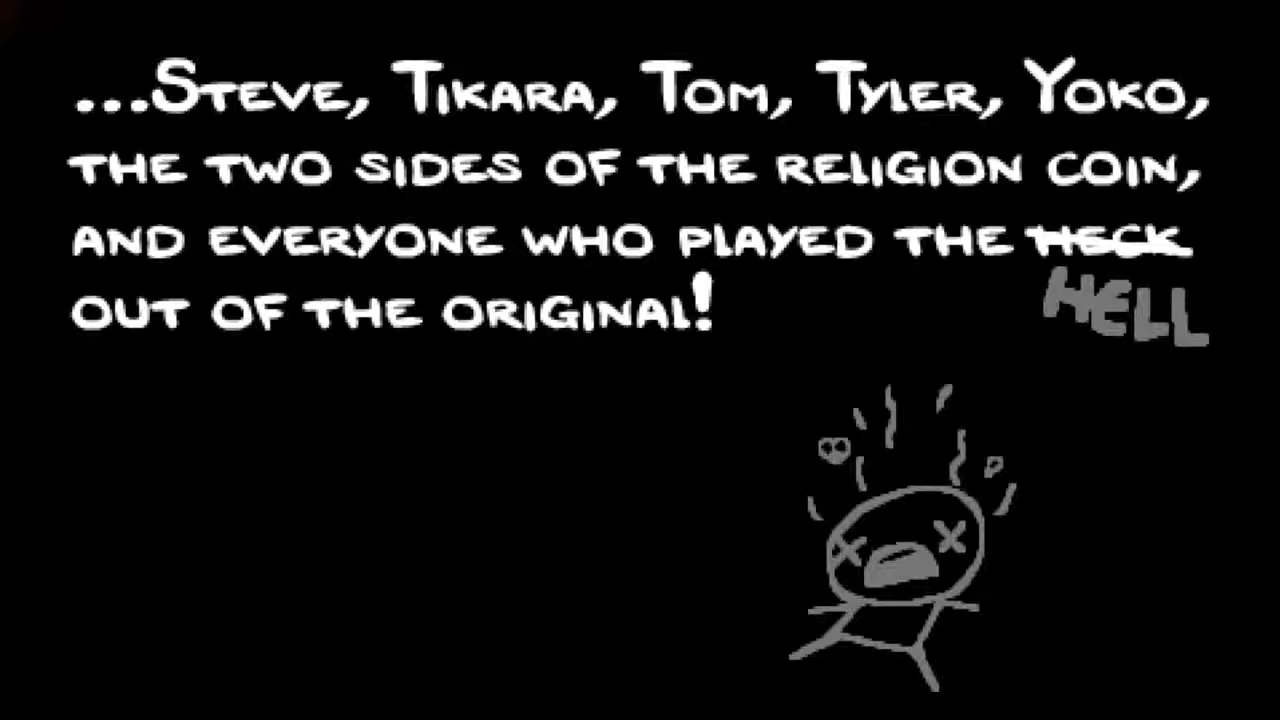 ...Steve, Tikara, Tom, Tyler, Yoko,
the two sides of the religion coin,
and everyone who played the heck
out of the original!
HELL